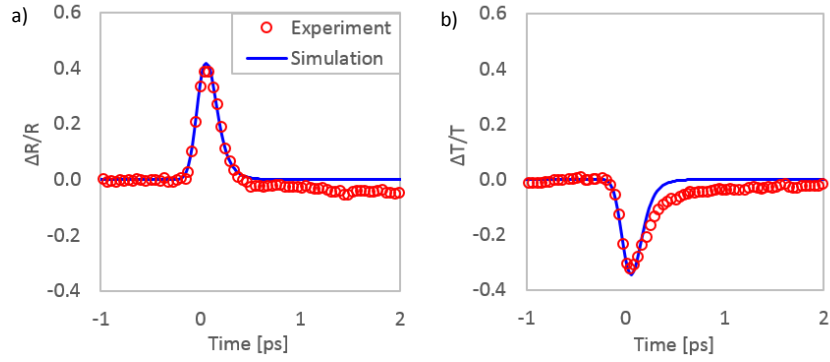 a)
0.6
0.4
0.2
0.0
-0.2
-0.4
ΔR/R
Experiment
Simulation
-1
0
1
2
Time [ps]
b)
0.6
0.4
0.2
0.0
-0.2
-0.4
ΔT/T
-1
0
1
2
Time [ps]